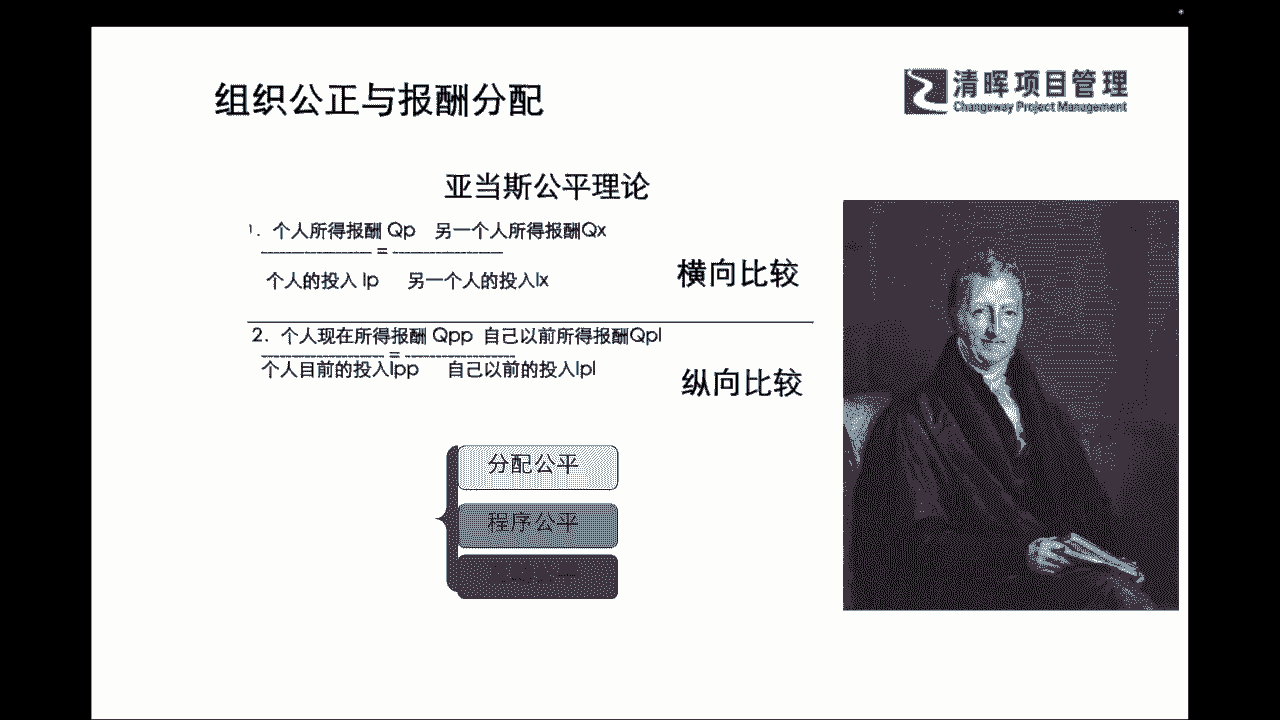 组织公正与报酬分配
清晖项目管理
Changeway Project Management
亚当斯公平理论
1. 个人所得报酬 Qp 另一个人所得报酬Qx
------------------ = ------------------
个人的投入 Ip 另一个人的投入Ix
横向比较
2. 个人现在所得报酬 Qpp 自己以前所得报酬Qpl
------------------ = ------------------
个人目前的投入Ipp 自己以前的投入Ipl
纵向比较
分配公平
程序公平